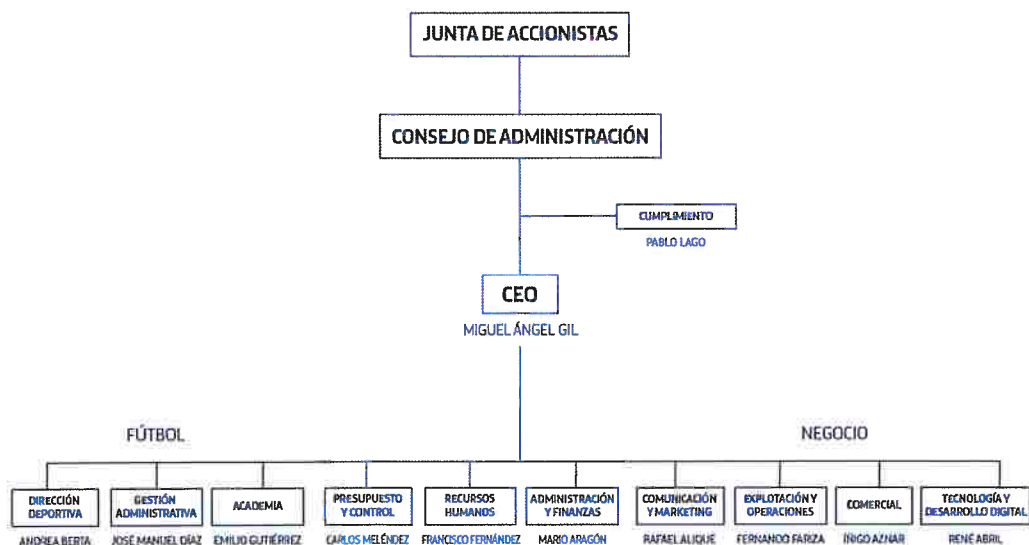 JUNTA DE ACCIONISTAS
CONSEJO DE ADMINISTRACIÓN
CUMPLIMIENTO
PABLO LAGO
CEO
MIGUEL ÁNGEL GIL
FÚTBOL
NEGOCIO
DIRECCIÓN
DEPORTIVA
ANDREA BERTA
GESTIÓN
ADMINISTRATIVA
JOSÉ MANUEL DÍAZ
ACADEMIA
EMILIO GUTIÉRREZ
PRESUPUESTO
Y CONTROL
CARLOS MELÉNDEZ
RECURSOS
HUMANOS
FRANCISCO FERNÁNDEZ
ADMINISTRACIÓN
Y FINANZAS
MARIO ARAGÓN
COMUNICACIÓN
Y MARKETING
RAFAEL ALIQUE
EXPLOTACIÓN Y
OPERACIONES
FERNANDO FARIZA
COMERCIAL
ÍÑIGO AZNAR
TECNOLOGÍA Y
DESARROLLO DIGITAL
RENÉ ABRIL